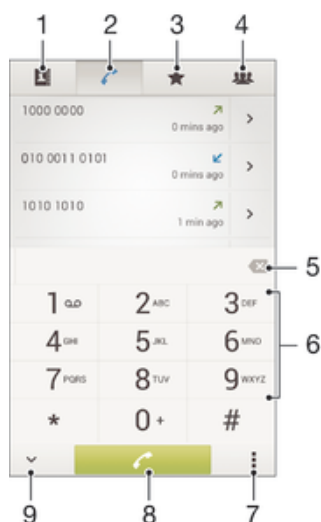 1 2 3 4
1000 0000
0 mins ago
010 0011 0101
0 mins ago
1010 1010
1 min ago
5
1 2 ABC 3 DEF
4 GHI 5 JKL 6 MNO
6
7 PQRS 8 TUV 9 WXYZ
* 0 + #
9 8 7